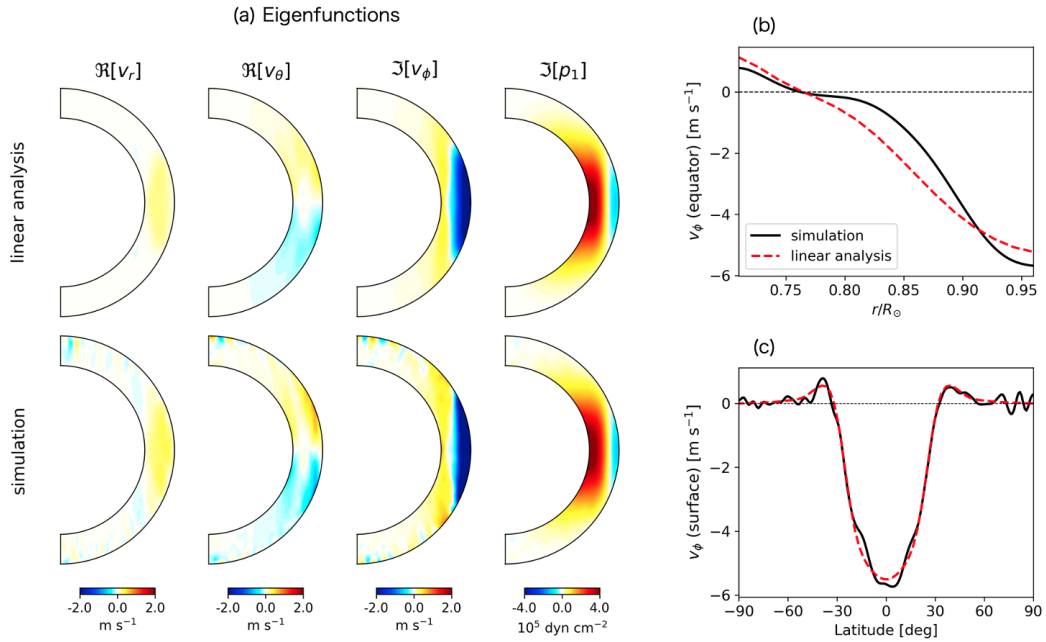 (a) Eigenfunctions
ℜ[v_r] ℜ[v_θ] ℑ[v_ϕ] ℑ[p_1]
linear analysis
simulation
-2.0 0.0 2.0
m s⁻¹
-2.0 0.0 2.0
m s⁻¹
-2.0 0.0 2.0
m s⁻¹
-4.0 0.0 4.0
10⁵ dyn cm⁻²
(b)
v_ϕ (equator) [m s⁻¹]
0
−2
−4
−6
simulation
linear analysis
0.75 0.80 0.85 0.90 0.95
r/R_⊙
(c)
v_ϕ (surface) [m s⁻¹]
0
−2
−4
−6
−90 −60 −30 0 30 60 90
Latitude [deg]